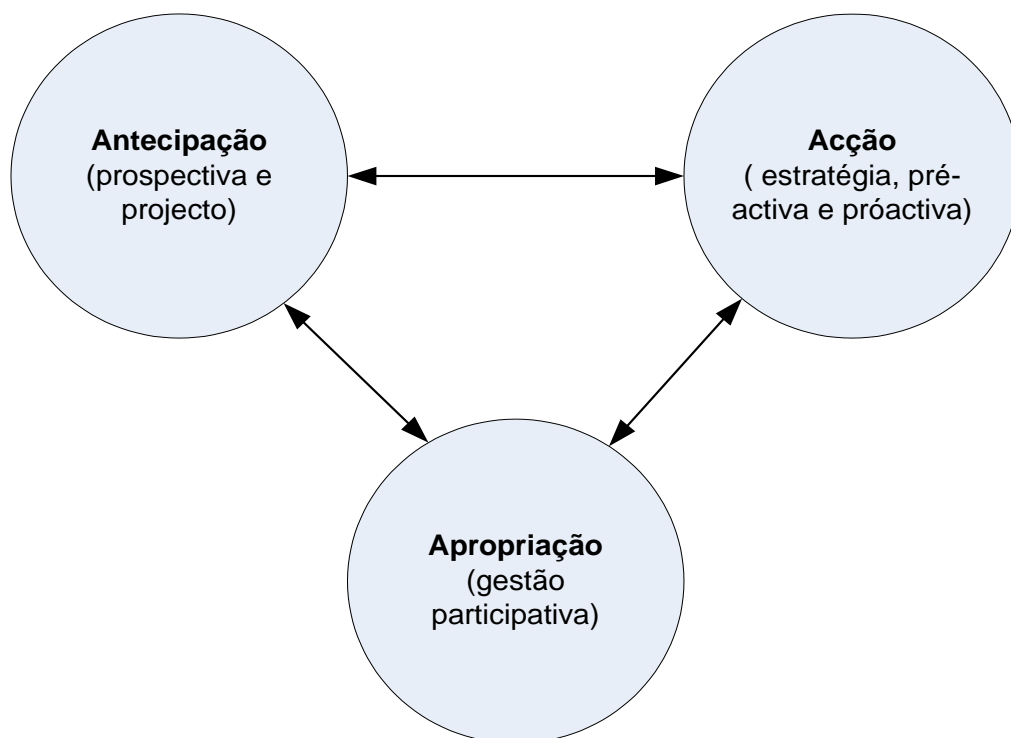 Antecipação
(prospectiva e
projecto)
Acção
( estratégia, pré-
activa e próactiva)
Apropriação
(gestão
participativa)